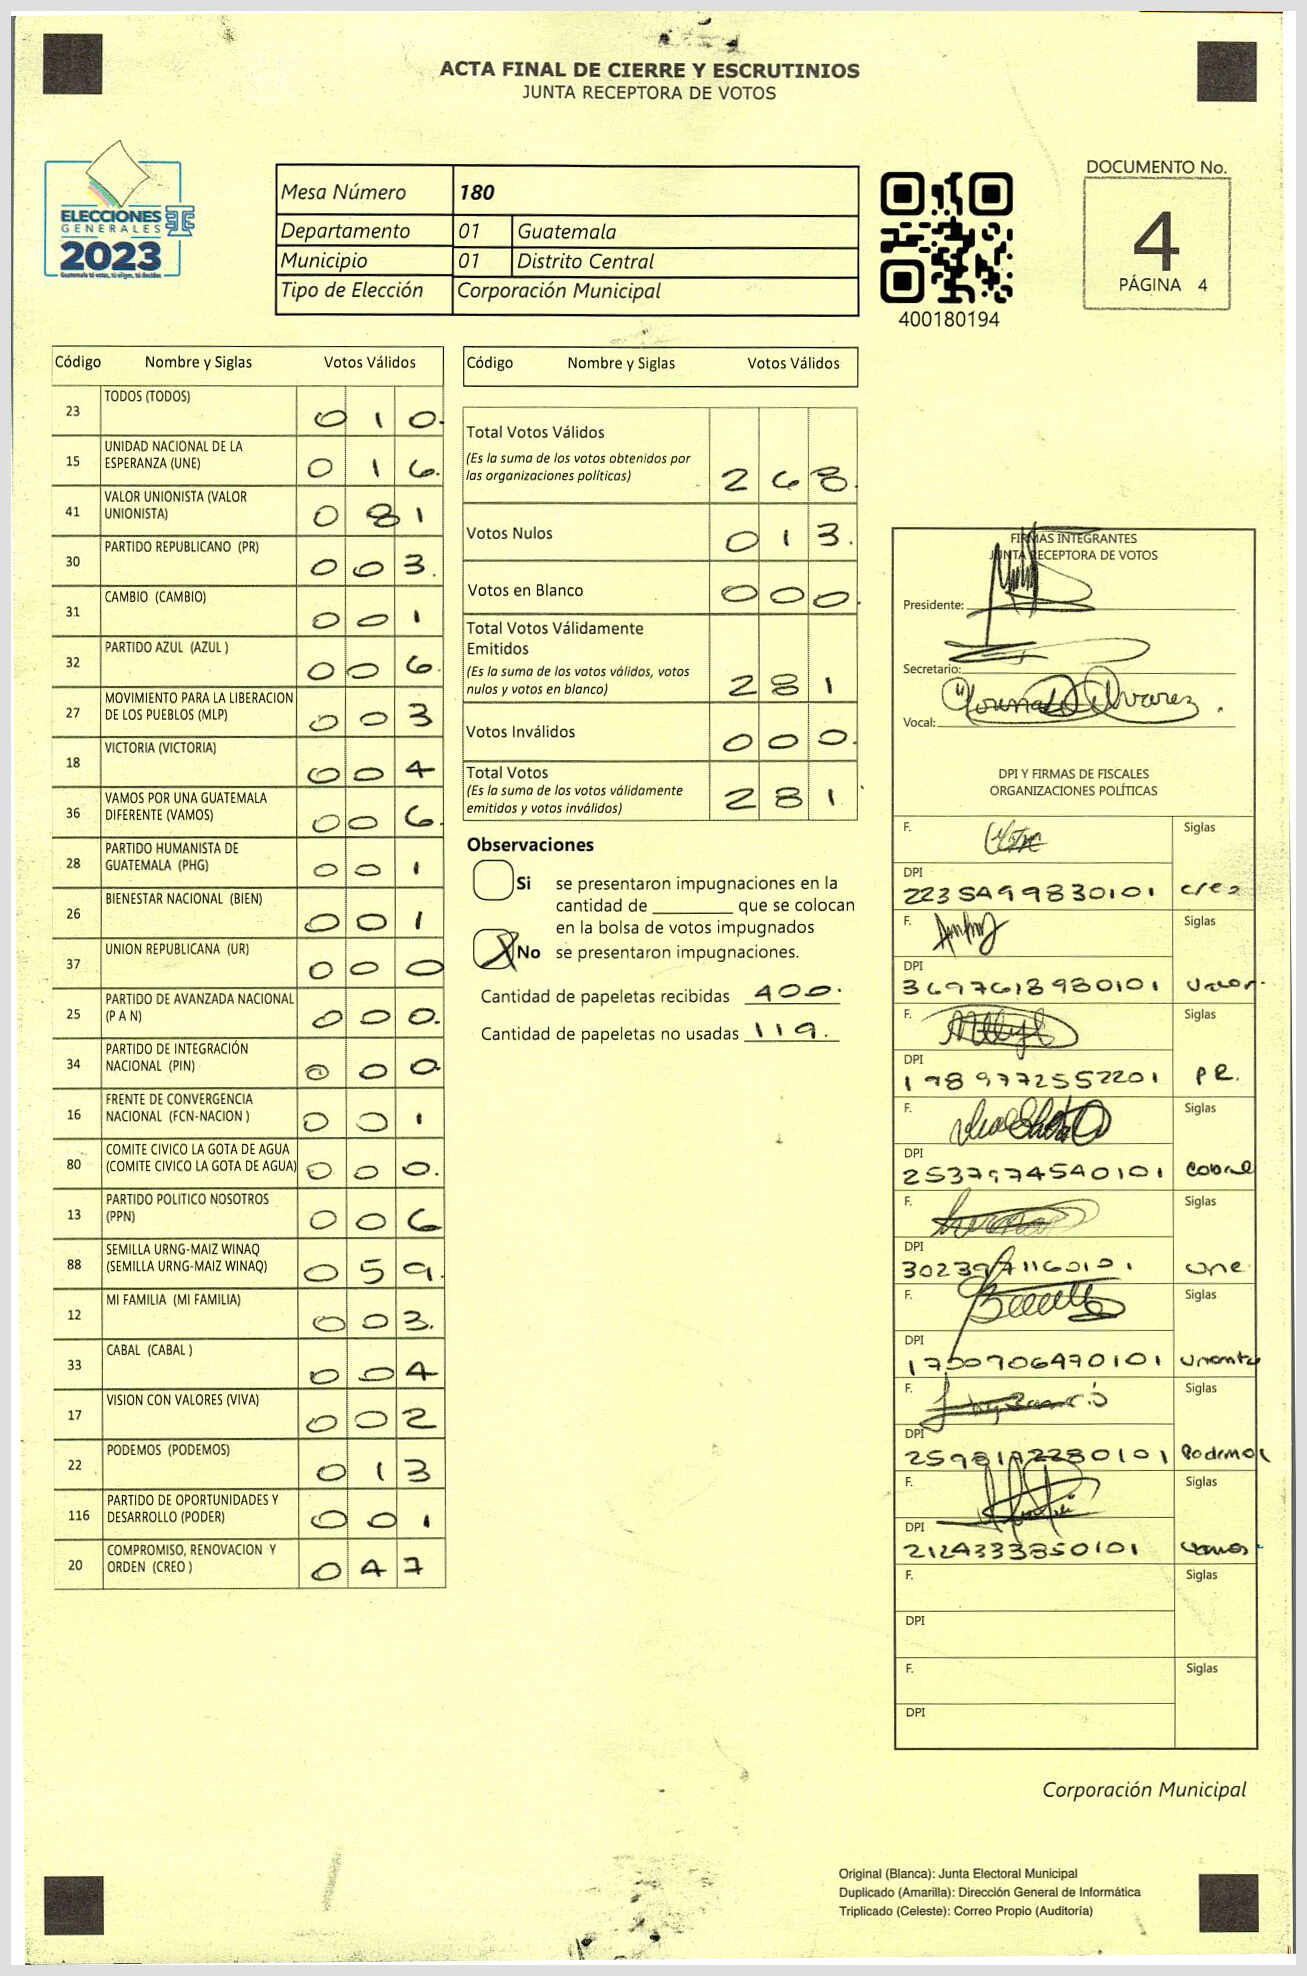 ACTA FINAL DE CIERRE Y ESCRUTINIOS
JUNTA RECEPTORA DE VOTOS
ELECCIONES
GENERALES
2023
Guatemala tú votas, tú eliges, tú decides
Mesa Número 180
Departamento 01 Guatemala
Municipio 01 Distrito Central
Tipo de Elección Corporación Municipal
400180194
DOCUMENTO No.
4
PÁGINA 4
Código Nombre y Siglas Votos Válidos
23 TODOS (TODOS) 0 1 0.
15 UNIDAD NACIONAL DE LA ESPERANZA (UNE) 0 1 6.
41 VALOR UNIONISTA (VALOR UNIONISTA) 0 8 1
30 PARTIDO REPUBLICANO (PR) 0 0 3.
31 CAMBIO (CAMBIO) 0 0 1
32 PARTIDO AZUL (AZUL ) 0 0 6.
27 MOVIMIENTO PARA LA LIBERACION DE LOS PUEBLOS (MLP) 0 0 3
18 VICTORIA (VICTORIA) 0 0 4
36 VAMOS POR UNA GUATEMALA DIFERENTE (VAMOS) 0 0 6.
28 PARTIDO HUMANISTA DE GUATEMALA (PHG) 0 0 1
26 BIENESTAR NACIONAL (BIEN) 0 0 1
37 UNION REPUBLICANA (UR) 0 0 0
25 PARTIDO DE AVANZADA NACIONAL (P A N) 0 0 0.
34 PARTIDO DE INTEGRACIÓN NACIONAL (PIN) 0 0 0
16 FRENTE DE CONVERGENCIA NACIONAL (FCN-NACION ) 0 0 1
80 COMITE CIVICO LA GOTA DE AGUA (COMITE CIVICO LA GOTA DE AGUA) 0 0 0.
13 PARTIDO POLITICO NOSOTROS (PPN) 0 0 6
88 SEMILLA URNG-MAIZ WINAQ (SEMILLA URNG-MAIZ WINAQ) 0 5 9.
12 MI FAMILIA (MI FAMILIA) 0 0 3.
33 CABAL (CABAL ) 0 0 4
17 VISION CON VALORES (VIVA) 0 0 2
22 PODEMOS (PODEMOS) 0 1 3
116 PARTIDO DE OPORTUNIDADES Y DESARROLLO (PODER) 0 0 1
20 COMPROMISO, RENOVACION Y ORDEN (CREO ) 0 4 7
Código Nombre y Siglas Votos Válidos
Total Votos Válidos 2 6 8.
(Es la suma de los votos obtenidos por
las organizaciones políticas)
Votos Nulos 0 1 3.
Votos en Blanco 0 0 0.
Total Votos Válidamente
Emitidos 2 8 1
(Es la suma de los votos válidos, votos
nulos y votos en blanco)
Votos Inválidos 0 0 0.
Total Votos 2 8 1.
(Es la suma de los votos válidamente
emitidos y votos inválidos)
Observaciones
Si se presentaron impugnaciones en la
cantidad de ________ que se colocan
en la bolsa de votos impugnados
X No se presentaron impugnaciones.
Cantidad de papeletas recibidas 400.
Cantidad de papeletas no usadas 119.
FIRMAS INTEGRANTES
JUNTA RECEPTORA DE VOTOS
Presidente:
Secretario:
Vocal: Alvarez
DPI Y FIRMAS DE FISCALES
ORGANIZACIONES POLÍTICAS
F. Siglas
DPI
2235499830101 creo
F. Siglas
DPI
3697618980101 Valor.
F. Siglas
DPI
1989772552201 PR.
F. Siglas
DPI
2537974540101
F. Siglas
DPI
une
F. Siglas
DPI
F. Siglas
DPI
Podemos
F. Siglas
DPI
2124333850101 vamos
F. Siglas
DPI
F. Siglas
DPI
Corporación Municipal
Original (Blanca): Junta Electoral Municipal
Duplicado (Amarilla): Dirección General de Informática
Triplicado (Celeste): Correo Propio (Auditoría)